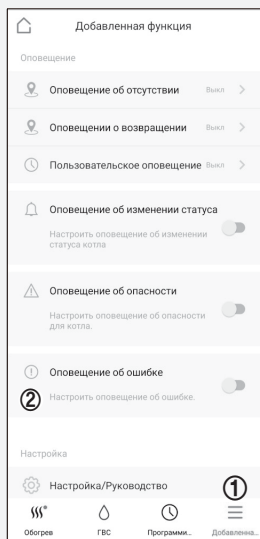 Добавленная функция
Оповещение
Оповещение об отсутствии Выкл
Оповещении о возвращении Выкл
Пользовательское оповещение Выкл
Оповещение об изменении статуса
Настроить оповещение об изменении
статуса котла
Оповещение об опасности
Настроить оповещение об опасности
для котла.
Оповещение об ошибке
② Настроить оповещение об ошибке.
Настройка
Настройка/Руководство
①
Обогрев ГВС Программи... Добавленна...